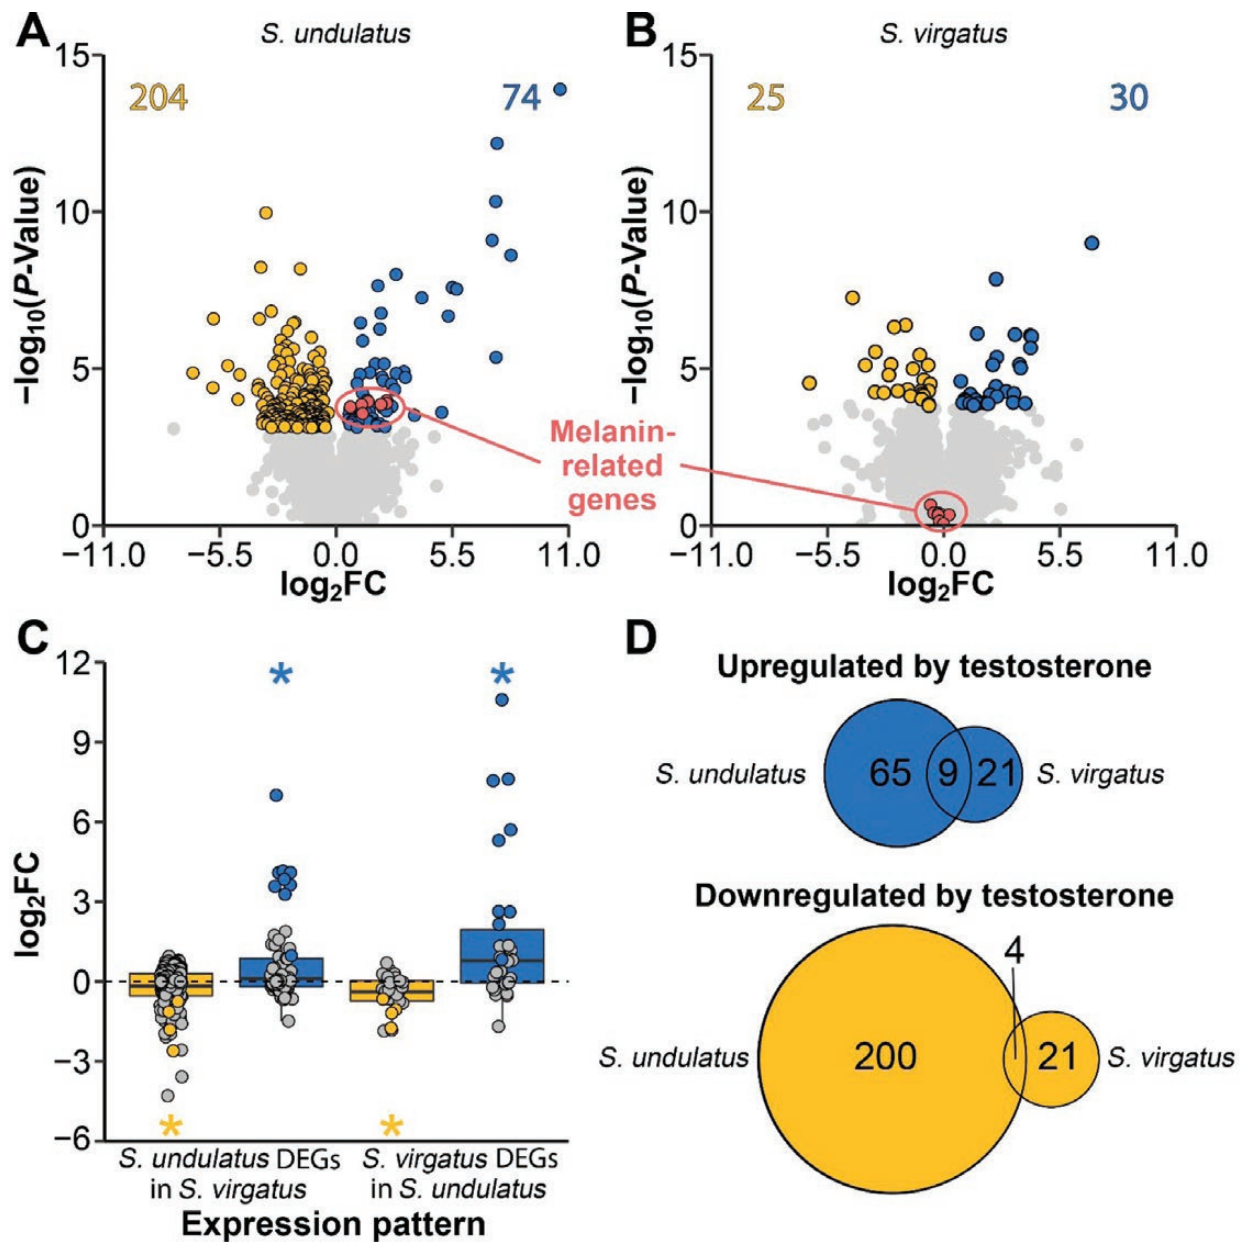 A
S. undulatus
15
10
5
0
204
74
−log10(P-Value)
−11.0
−5.5
0.0
5.5
11.0
log2FC
B
S. virgatus
15
10
5
0
25
30
−log10(P-Value)
−11.0
−5.5
0.0
5.5
11.0
log2FC
Melanin-
related
genes
C
12
9
6
3
0
−3
−6
log2FC
*
*
*
*
S. undulatus DEGs
in S. virgatus
S. virgatus DEGs
in S. undulatus
Expression pattern
D
Upregulated by testosterone
S. undulatus
65
9
21
S. virgatus
Downregulated by testosterone
4
S. undulatus
200
21
S. virgatus